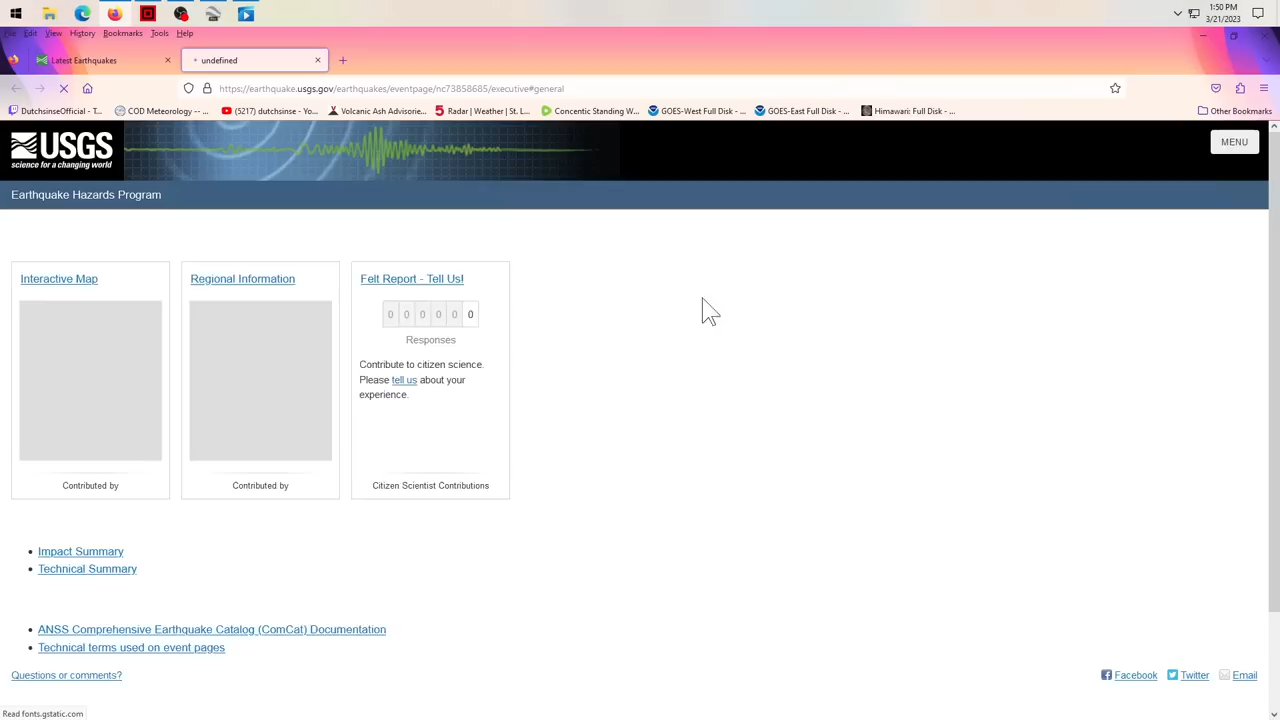 1:50 PM
3/21/2023
File Edit View History Bookmarks Tools Help
Latest Earthquakes
undefined
https://earthquake.usgs.gov/earthquakes/eventpage/nc73858685/executive#general
DutchsinseOfficial - T...
COD Meteorology -- ...
(5217) dutchsinse - Yo...
Volcanic Ash Advisorie...
Radar | Weather | St. L...
Concentric Standing W...
GOES-West Full Disk - ...
GOES-East Full Disk - ...
Himawari: Full Disk - ...
Other Bookmarks
USGS
science for a changing world
MENU
Earthquake Hazards Program
Interactive Map
Contributed by
Regional Information
Contributed by
Felt Report - Tell Us!
0 0 0 0 0 0
Responses
Contribute to citizen science.
Please tell us about your
experience.
Citizen Scientist Contributions
Impact Summary
Technical Summary
ANSS Comprehensive Earthquake Catalog (ComCat) Documentation
Technical terms used on event pages
Questions or comments?
Facebook Twitter Email
Read fonts.gstatic.com